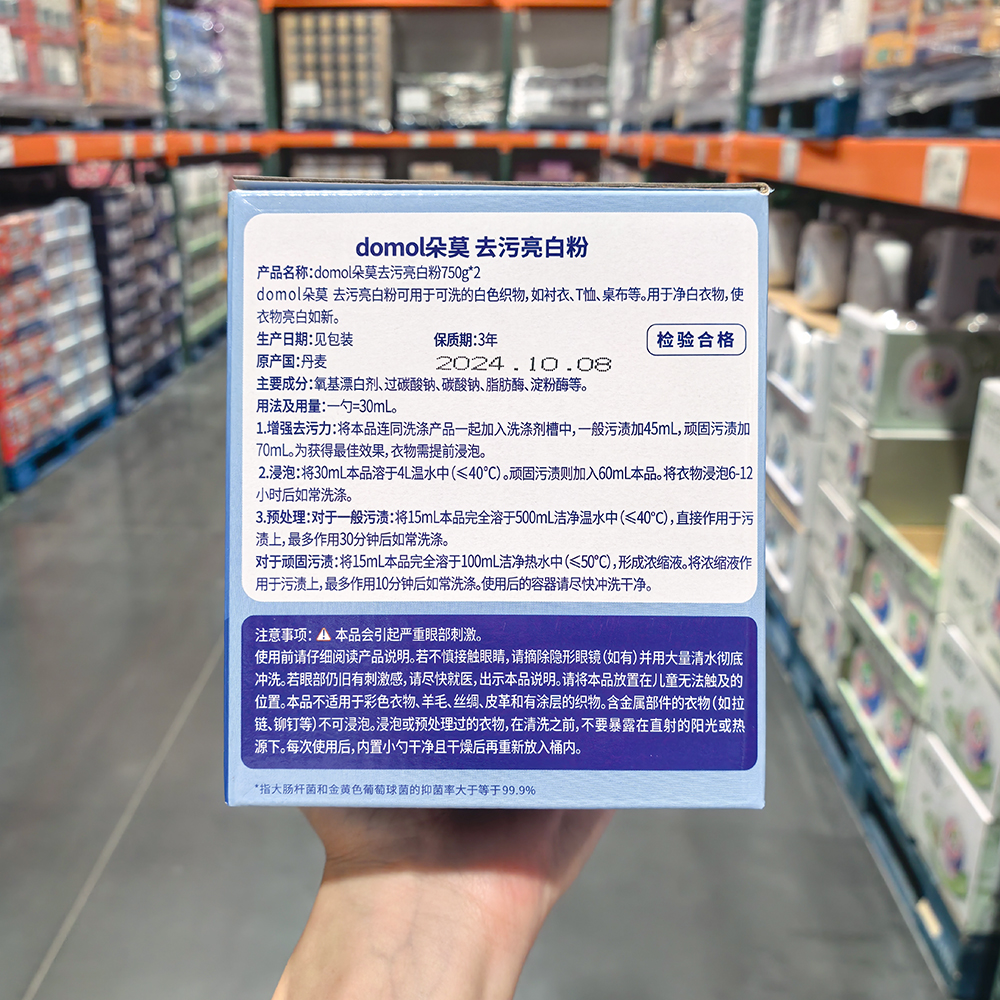 domol朵莫 去污亮白粉
产品名称：domol朵莫去污亮白粉750g*2
domol朵莫 去污亮白粉可用于可洗的白色织物，如衬衣、T恤、桌布等。用于净白衣物，使
衣物亮白如新。
生产日期：见包装 保质期：3年
检验合格
原产国：丹麦 2024.10.08
主要成分：氧基漂白剂、过碳酸钠、碳酸钠、脂肪酶、淀粉酶等。
用法及用量：一勺=30mL。
1.增强去污力：将本品连同洗涤产品一起加入洗涤剂槽中，一般污渍加45mL，顽固污渍加
70mL。为获得最佳效果，衣物需提前浸泡。
2.浸泡：将30mL本品溶于4L温水中（≤40℃）。顽固污渍则加入60mL本品。将衣物浸泡6-12
小时后如常洗涤。
3.预处理：对于一般污渍：将15mL本品完全溶于500mL洁净温水中（≤40℃），直接作用于污
渍上，最多作用30分钟后如常洗涤。
对于顽固污渍：将15mL本品完全溶于100mL洁净热水中（≤50℃），形成浓缩液。将浓缩液作
用于污渍上，最多作用10分钟后如常洗涤。使用后的容器请尽快冲洗干净。
注意事项：⚠ 本品会引起严重眼部刺激。
使用前请仔细阅读产品说明。若不慎接触眼睛，请摘除隐形眼镜（如有）并用大量清水彻底
冲洗。若眼部仍旧有刺激感，请尽快就医，出示本品说明。请将本品放置在儿童无法触及的
位置。本品不适用于彩色衣物、羊毛、丝绸、皮革和有涂层的织物。含金属部件的衣物（如拉
链、铆钉等）不可浸泡。浸泡或预处理过的衣物，在清洗之前，不要暴露在直射的阳光或热
源下。每次使用后，内置小勺干净且干燥后再重新放入桶内。
*指大肠杆菌和金黄色葡萄球菌的抑菌率大于等于99.9%